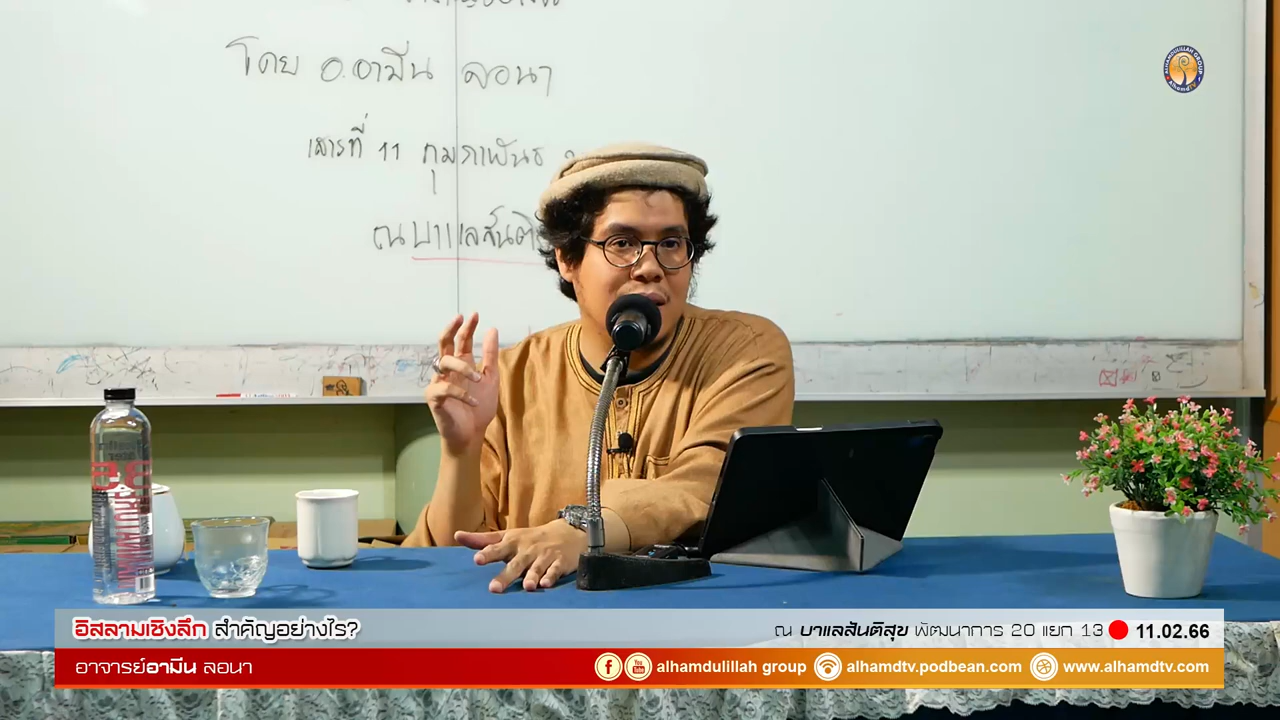 โดย อ.อามีน ลอนา
เสาร์ที่ 11 กุมภาพันธ์
ณ บาแลสันติ
ALHAMDULILLAH GROUP
AlhamdTV
อิสลามเชิงลึก สำคัญอย่างไร?
ณ บาแลสันติสุข พัฒนาการ 20 แยก 13 11.02.66
อาจารย์อามีน ลอนา
You Tube
alhamdulillah group alhamdtv.podbean.com www.alhamdtv.com